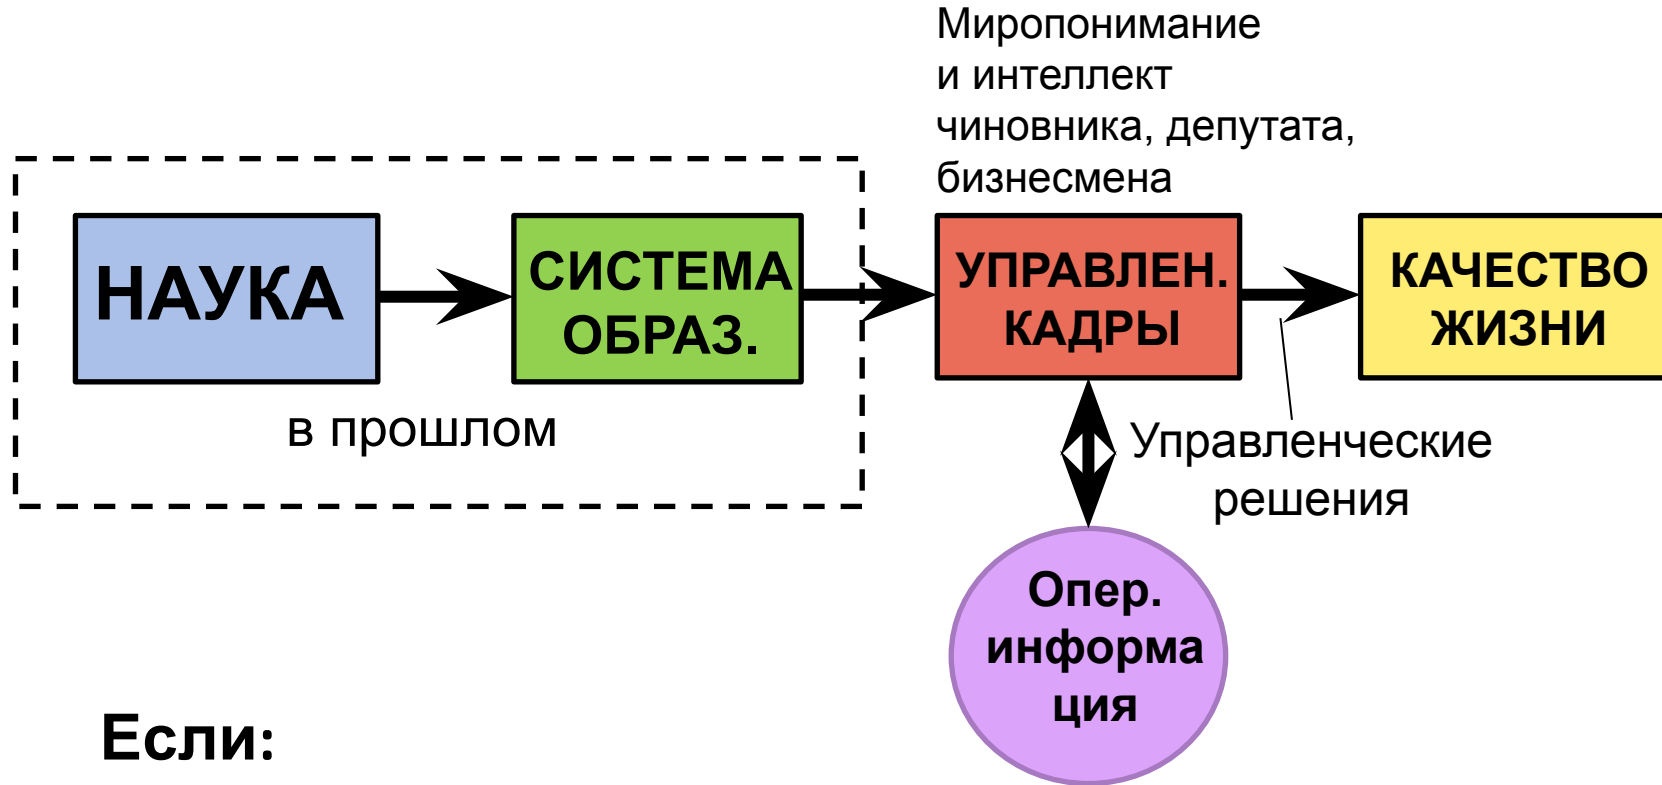 Миропонимание
и интеллект
чиновника, депутата,
бизнесмена
НАУКА
СИСТЕМА
ОБРАЗ.
УПРАВЛЕН.
КАДРЫ
КАЧЕСТВО
ЖИЗНИ
в прошлом
Управленческие
решения
Опер.
информа
ция
Если: